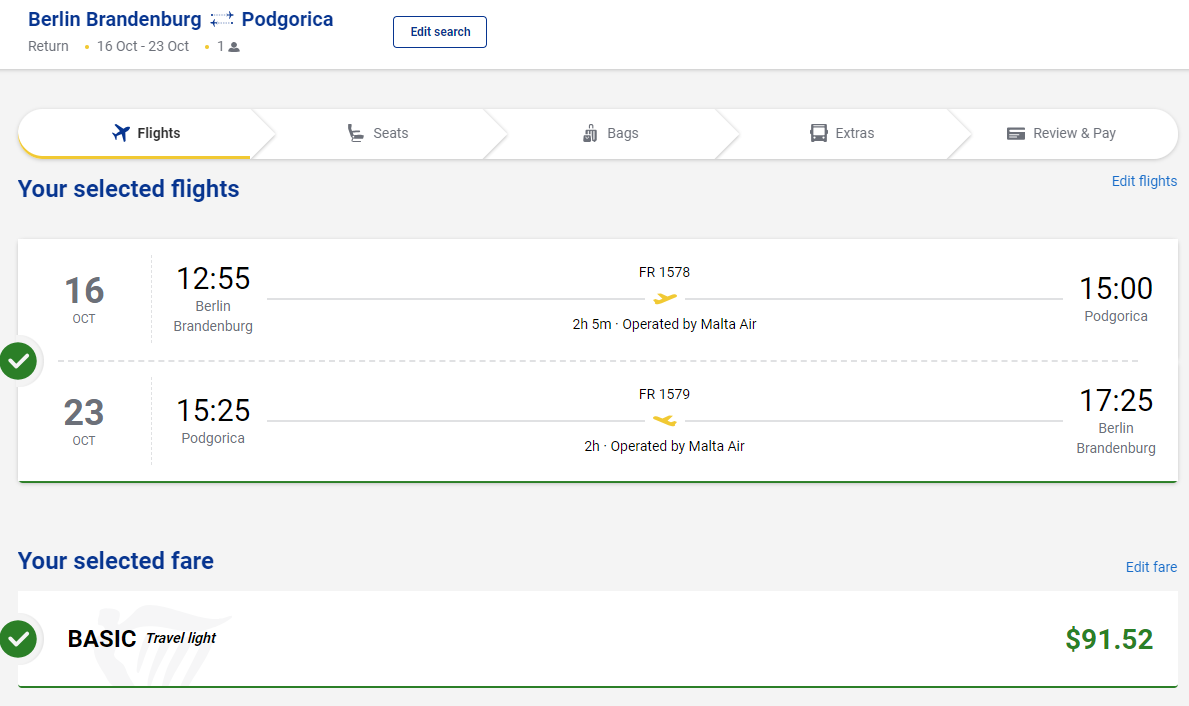 Berlin Brandenburg Podgorica
Return • 16 Oct - 23 Oct • 1
Edit search
Flights
Seats
Bags
Extras
Review & Pay
Your selected flights
Edit flights
16
OCT
12:55
Berlin
Brandenburg
FR 1578
2h 5m · Operated by Malta Air
15:00
Podgorica
23
OCT
15:25
Podgorica
FR 1579
2h · Operated by Malta Air
17:25
Berlin
Brandenburg
Your selected fare
Edit fare
BASIC Travel light
$91.52